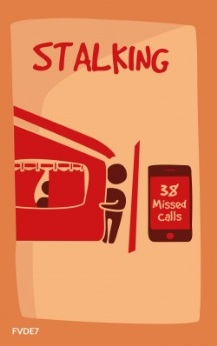 STALKING
38
Missed
calls
FVDE7